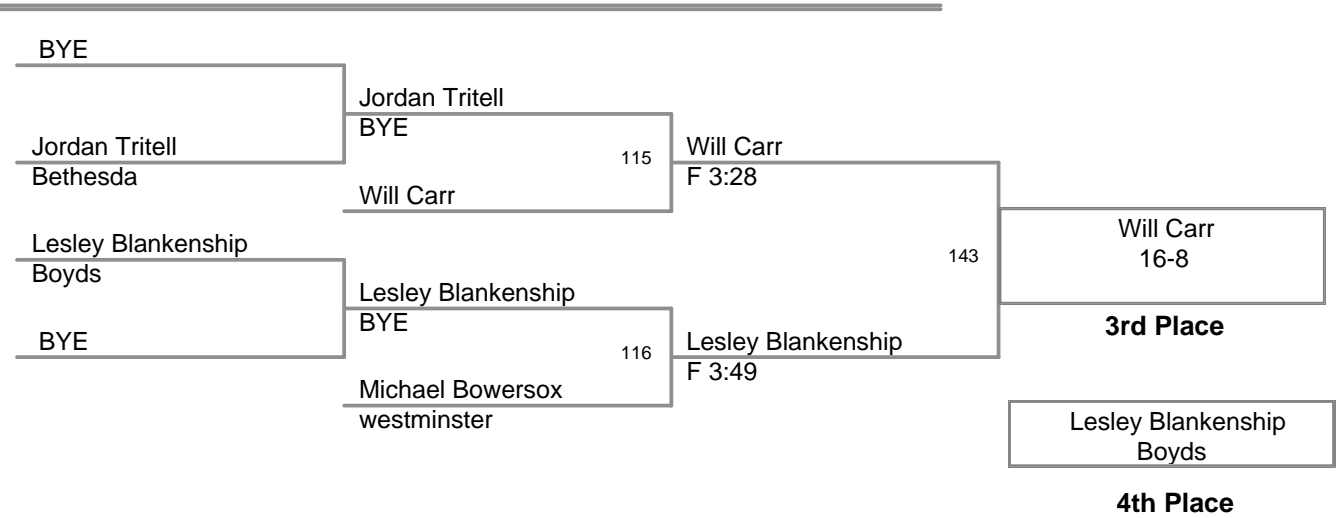 BYE
Jordan Tritell
BYE
Jordan Tritell
Bethesda
115
Will Carr
F 3:28
Will Carr
Lesley Blankenship
Boyds
143
Will Carr
16-8
Lesley Blankenship
BYE
3rd Place
BYE
116
Lesley Blankenship
F 3:49
Michael Bowersox
westminster
Lesley Blankenship
Boyds
4th Place